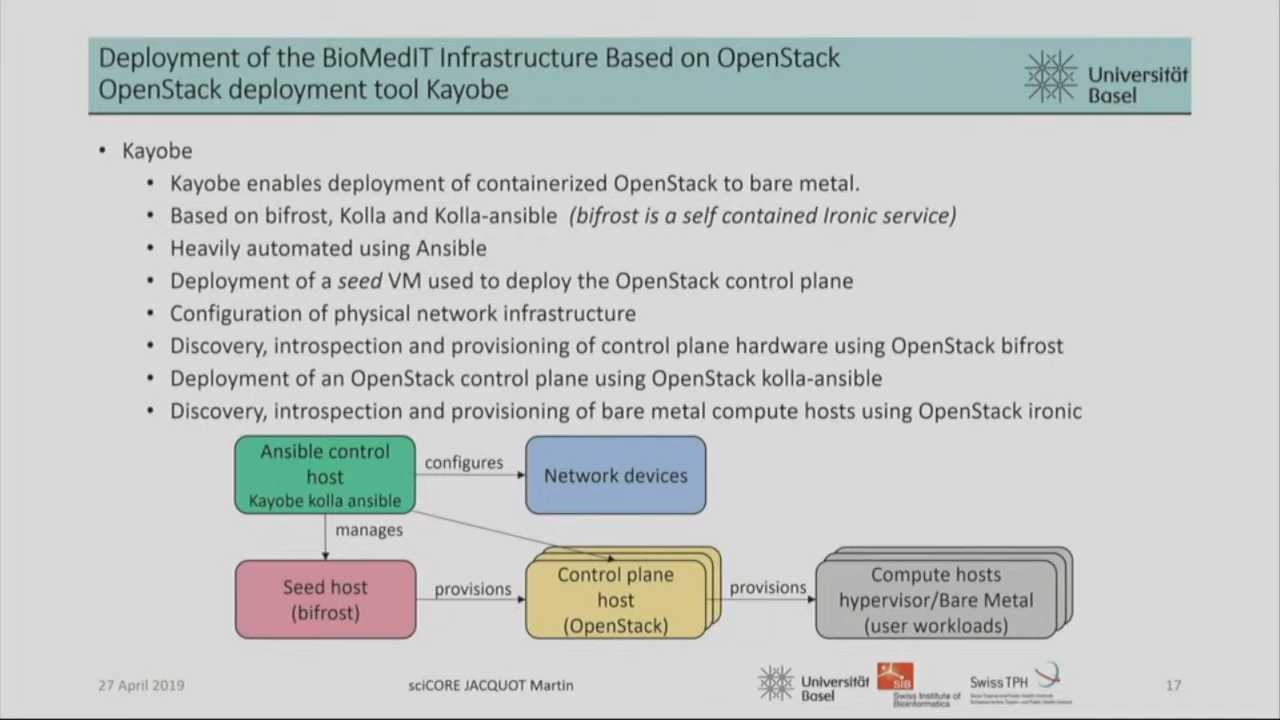 Deployment of the BioMedIT Infrastructure Based on OpenStack
OpenStack deployment tool Kayobe
Universität
Basel
• Kayobe
• Kayobe enables deployment of containerized OpenStack to bare metal.
• Based on bifrost, Kolla and Kolla-ansible (bifrost is a self contained Ironic service)
• Heavily automated using Ansible
• Deployment of a seed VM used to deploy the OpenStack control plane
• Configuration of physical network infrastructure
• Discovery, introspection and provisioning of control plane hardware using OpenStack bifrost
• Deployment of an OpenStack control plane using OpenStack kolla-ansible
• Discovery, introspection and provisioning of bare metal compute hosts using OpenStack ironic
Ansible control
host
Kayobe kolla ansible
configures
Network devices
manages
Seed host
(bifrost)
provisions
Control plane
host
(OpenStack)
provisions
Compute hosts
hypervisor/Bare Metal
(user workloads)
27 April 2019
sciCORE JACQUOT Martin
Universität
Basel
SIB
Swiss Institute of
Bioinformatics
Swiss TPH
17